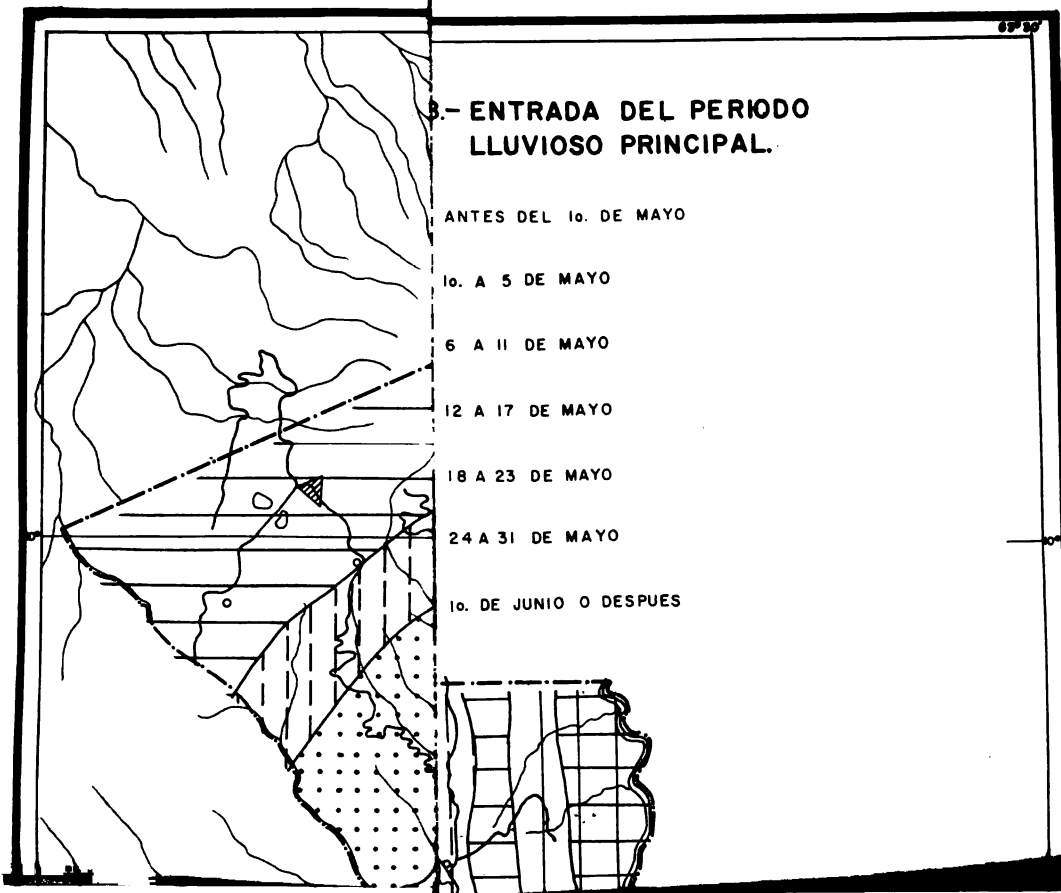 3.- ENTRADA DEL PERIODO
LLUVIOSO PRINCIPAL.
ANTES DEL 1o. DE MAYO
1o. A 5 DE MAYO
6 A 11 DE MAYO
12 A 17 DE MAYO
18 A 23 DE MAYO
24 A 31 DE MAYO
1o. DE JUNIO O DESPUES